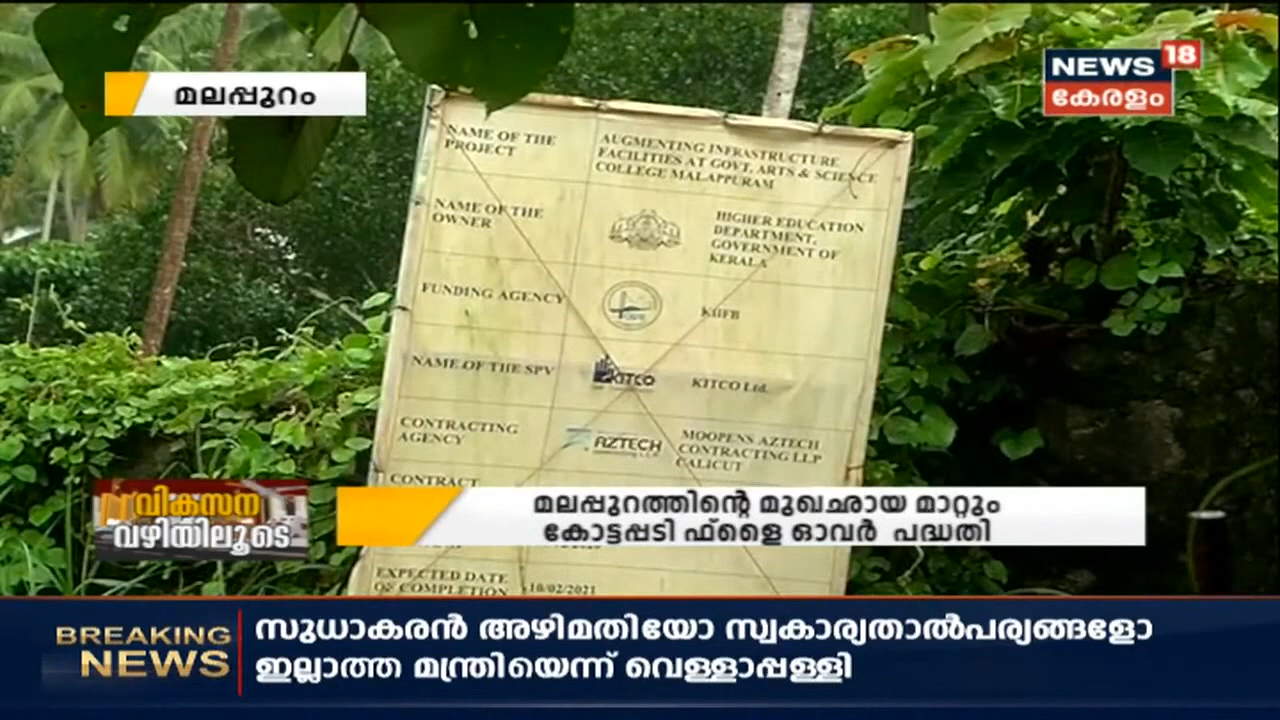 മലപ്പുറം
NEWS 18
കേരളം
NAME OF THE
PROJECT
AUGMENTING INFRASTRUCTURE
FACILITIES AT GOVT. ARTS & SCIENCE
COLLEGE MALAPPURAM
NAME OF THE
OWNER
HIGHER EDUCATION
DEPARTMENT,
GOVERNMENT OF
KERALA
FUNDING AGENCY
KIIFB
NAME OF THE SPV
KITCO
KITCO Ltd.
CONTRACTING
AGENCY
AZTECH
MOOPENS AZTECH
CONTRACTING LLP
CALICUT
CONTRACT
EXPECTED DATE
OF COMPLETION
10/02/2021
വികസന
വഴിയിലൂടെ
മലപ്പുറത്തിന്റെ മുഖഛായ മാറ്റും
കോട്ടപ്പടി ഫ്ളൈ ഓവർ പദ്ധതി
BREAKING
NEWS
സുധാകരൻ അഴിമതിയോ സ്വകാര്യതാൽപര്യങ്ങളോ
ഇല്ലാത്ത മന്ത്രിയെന്ന് വെള്ളാപ്പള്ളി